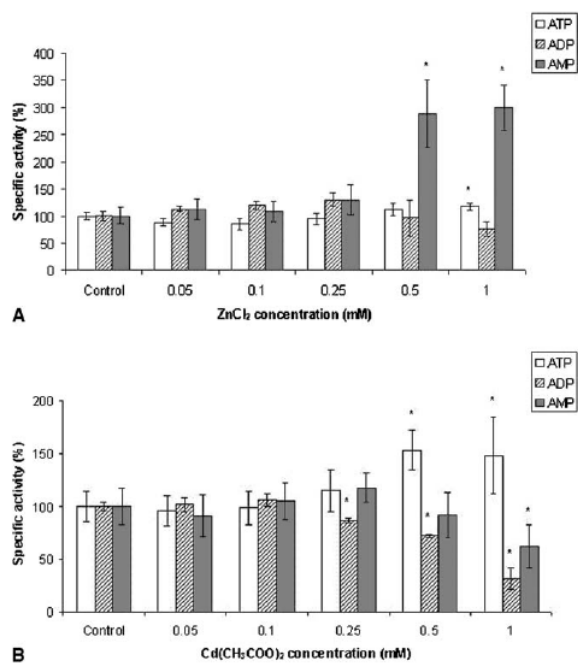 ATP
ADP
AMP
Specific activity (%)
400
350
300
250
200
150
100
50
0
*
*
*
Control
0.05
0.1
0.25
0.5
1
ZnCl₂ concentration (mM)
A
ATP
ADP
AMP
Specific activity (%)
200
150
100
50
0
*
*
*
*
*
*
Control
0.05
0.1
0.25
0.5
1
Cd(CH₃COO)₂ concentration (mM)
B